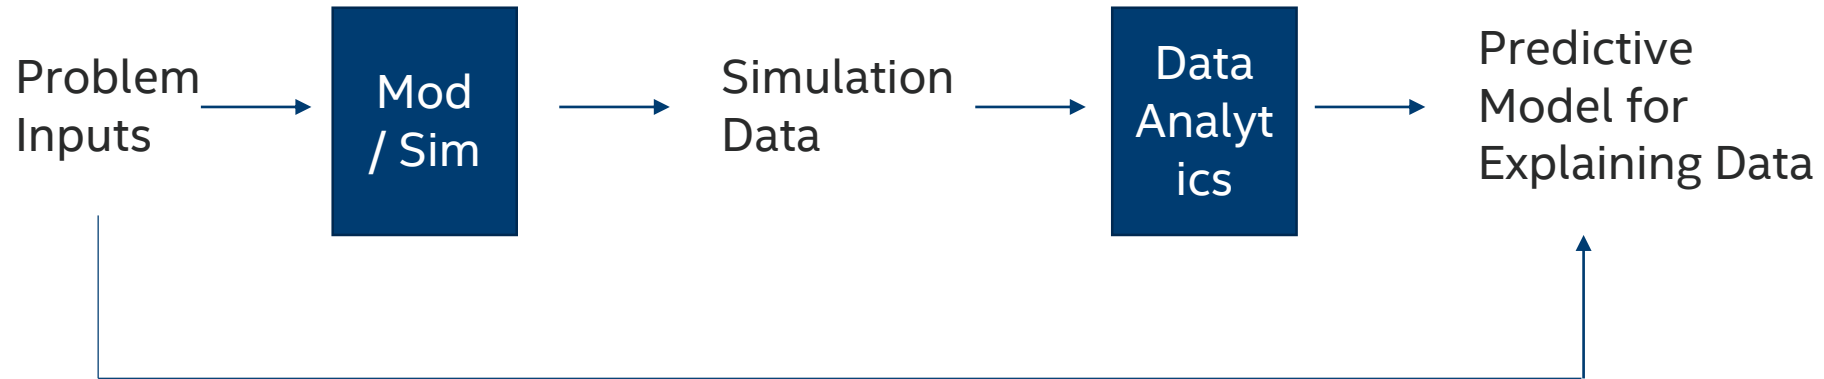 Problem
Inputs
Mod
/ Sim
Simulation
Data
Data
Analyt
ics
Predictive
Model for
Explaining Data